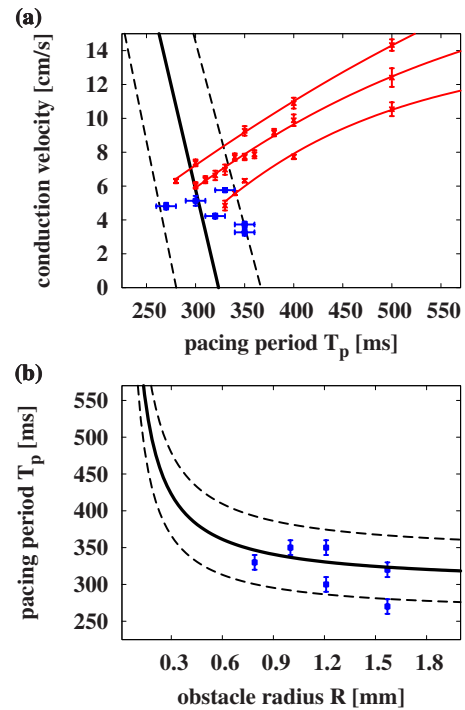 (a)
conduction velocity [cm/s]
14
12
10
8
6
4
2
0
250 300 350 400 450 500 550
pacing period Tp [ms]
(b)
pacing period Tp [ms]
550
500
450
400
350
300
250
0.3 0.6 0.9 1.2 1.5 1.8
obstacle radius R [mm]